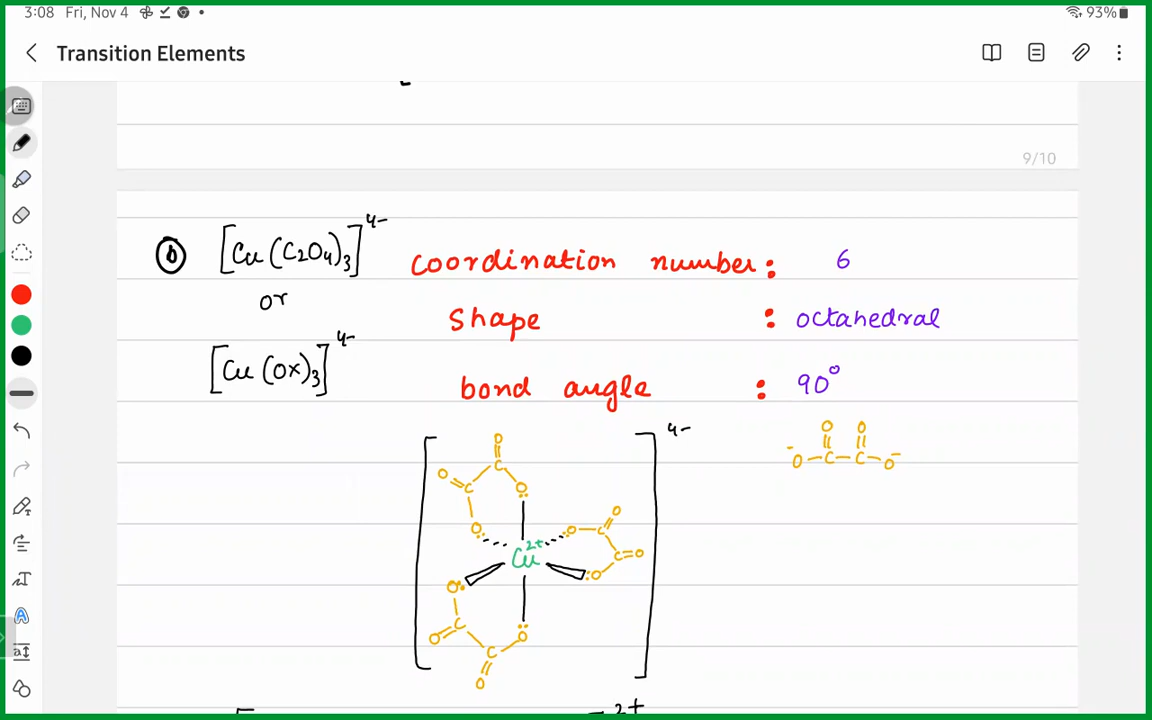 3:08 Fri, Nov 4
93%
Transition Elements
9/10
b [Cu(C2O4)3]4- coordination number : 6
or
shape : octahedral
[Cu(ox)3]4-
bond angle : 90°
4-
O O
-O-C-C-O-
O
O C
C O
O O C O
Cu2+
C=O
O :O
O C O
C
O
2+